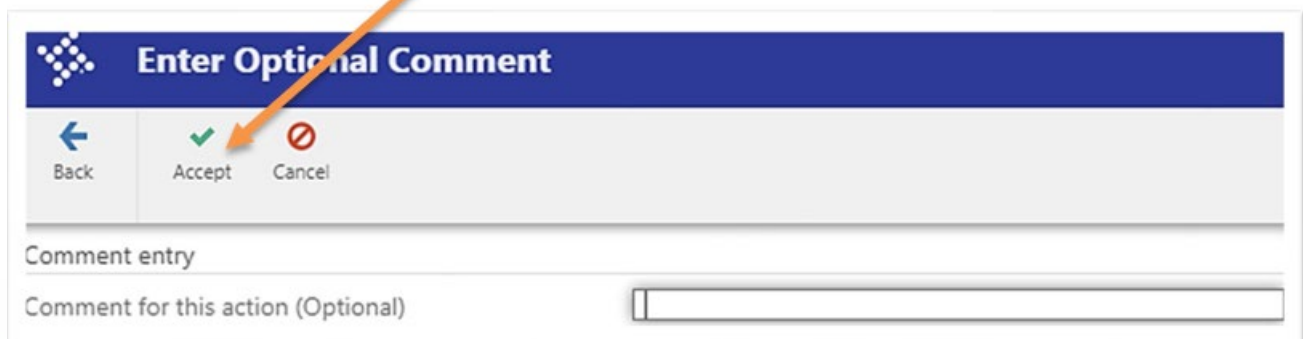 Enter Optional Comment
Back Accept Cancel
Comment entry
Comment for this action (Optional)